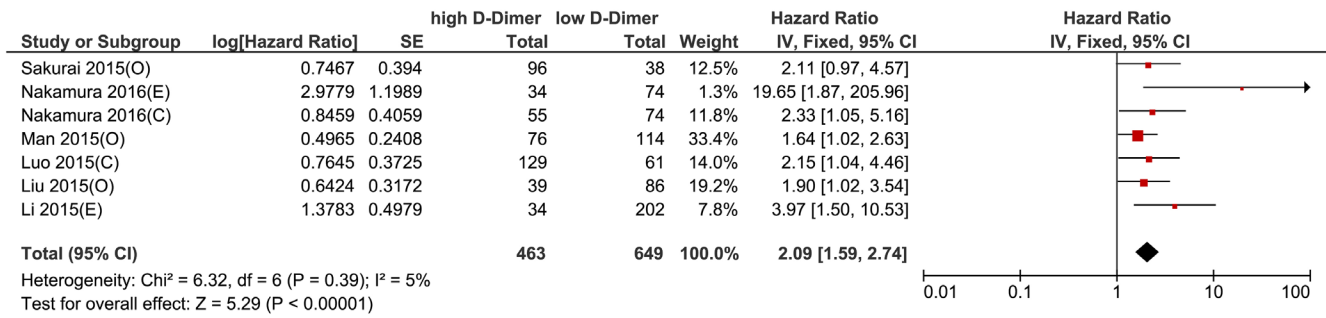 high D-Dimer low D-Dimer Hazard Ratio Hazard Ratio
Study or Subgroup log[Hazard Ratio] SE Total Total Weight IV, Fixed, 95% CI IV, Fixed, 95% CI
Sakurai 2015(O) 0.7467 0.394 96 38 12.5% 2.11 [0.97, 4.57]
Nakamura 2016(E) 2.9779 1.1989 34 74 1.3% 19.65 [1.87, 205.96]
Nakamura 2016(C) 0.8459 0.4059 55 74 11.8% 2.33 [1.05, 5.16]
Man 2015(O) 0.4965 0.2408 76 114 33.4% 1.64 [1.02, 2.63]
Luo 2015(C) 0.7645 0.3725 129 61 14.0% 2.15 [1.04, 4.46]
Liu 2015(O) 0.6424 0.3172 39 86 19.2% 1.90 [1.02, 3.54]
Li 2015(E) 1.3783 0.4979 34 202 7.8% 3.97 [1.50, 10.53]
Total (95% CI) 463 649 100.0% 2.09 [1.59, 2.74]
Heterogeneity: Chi² = 6.32, df = 6 (P = 0.39); I² = 5%
Test for overall effect: Z = 5.29 (P < 0.00001)
0.01 0.1 1 10 100